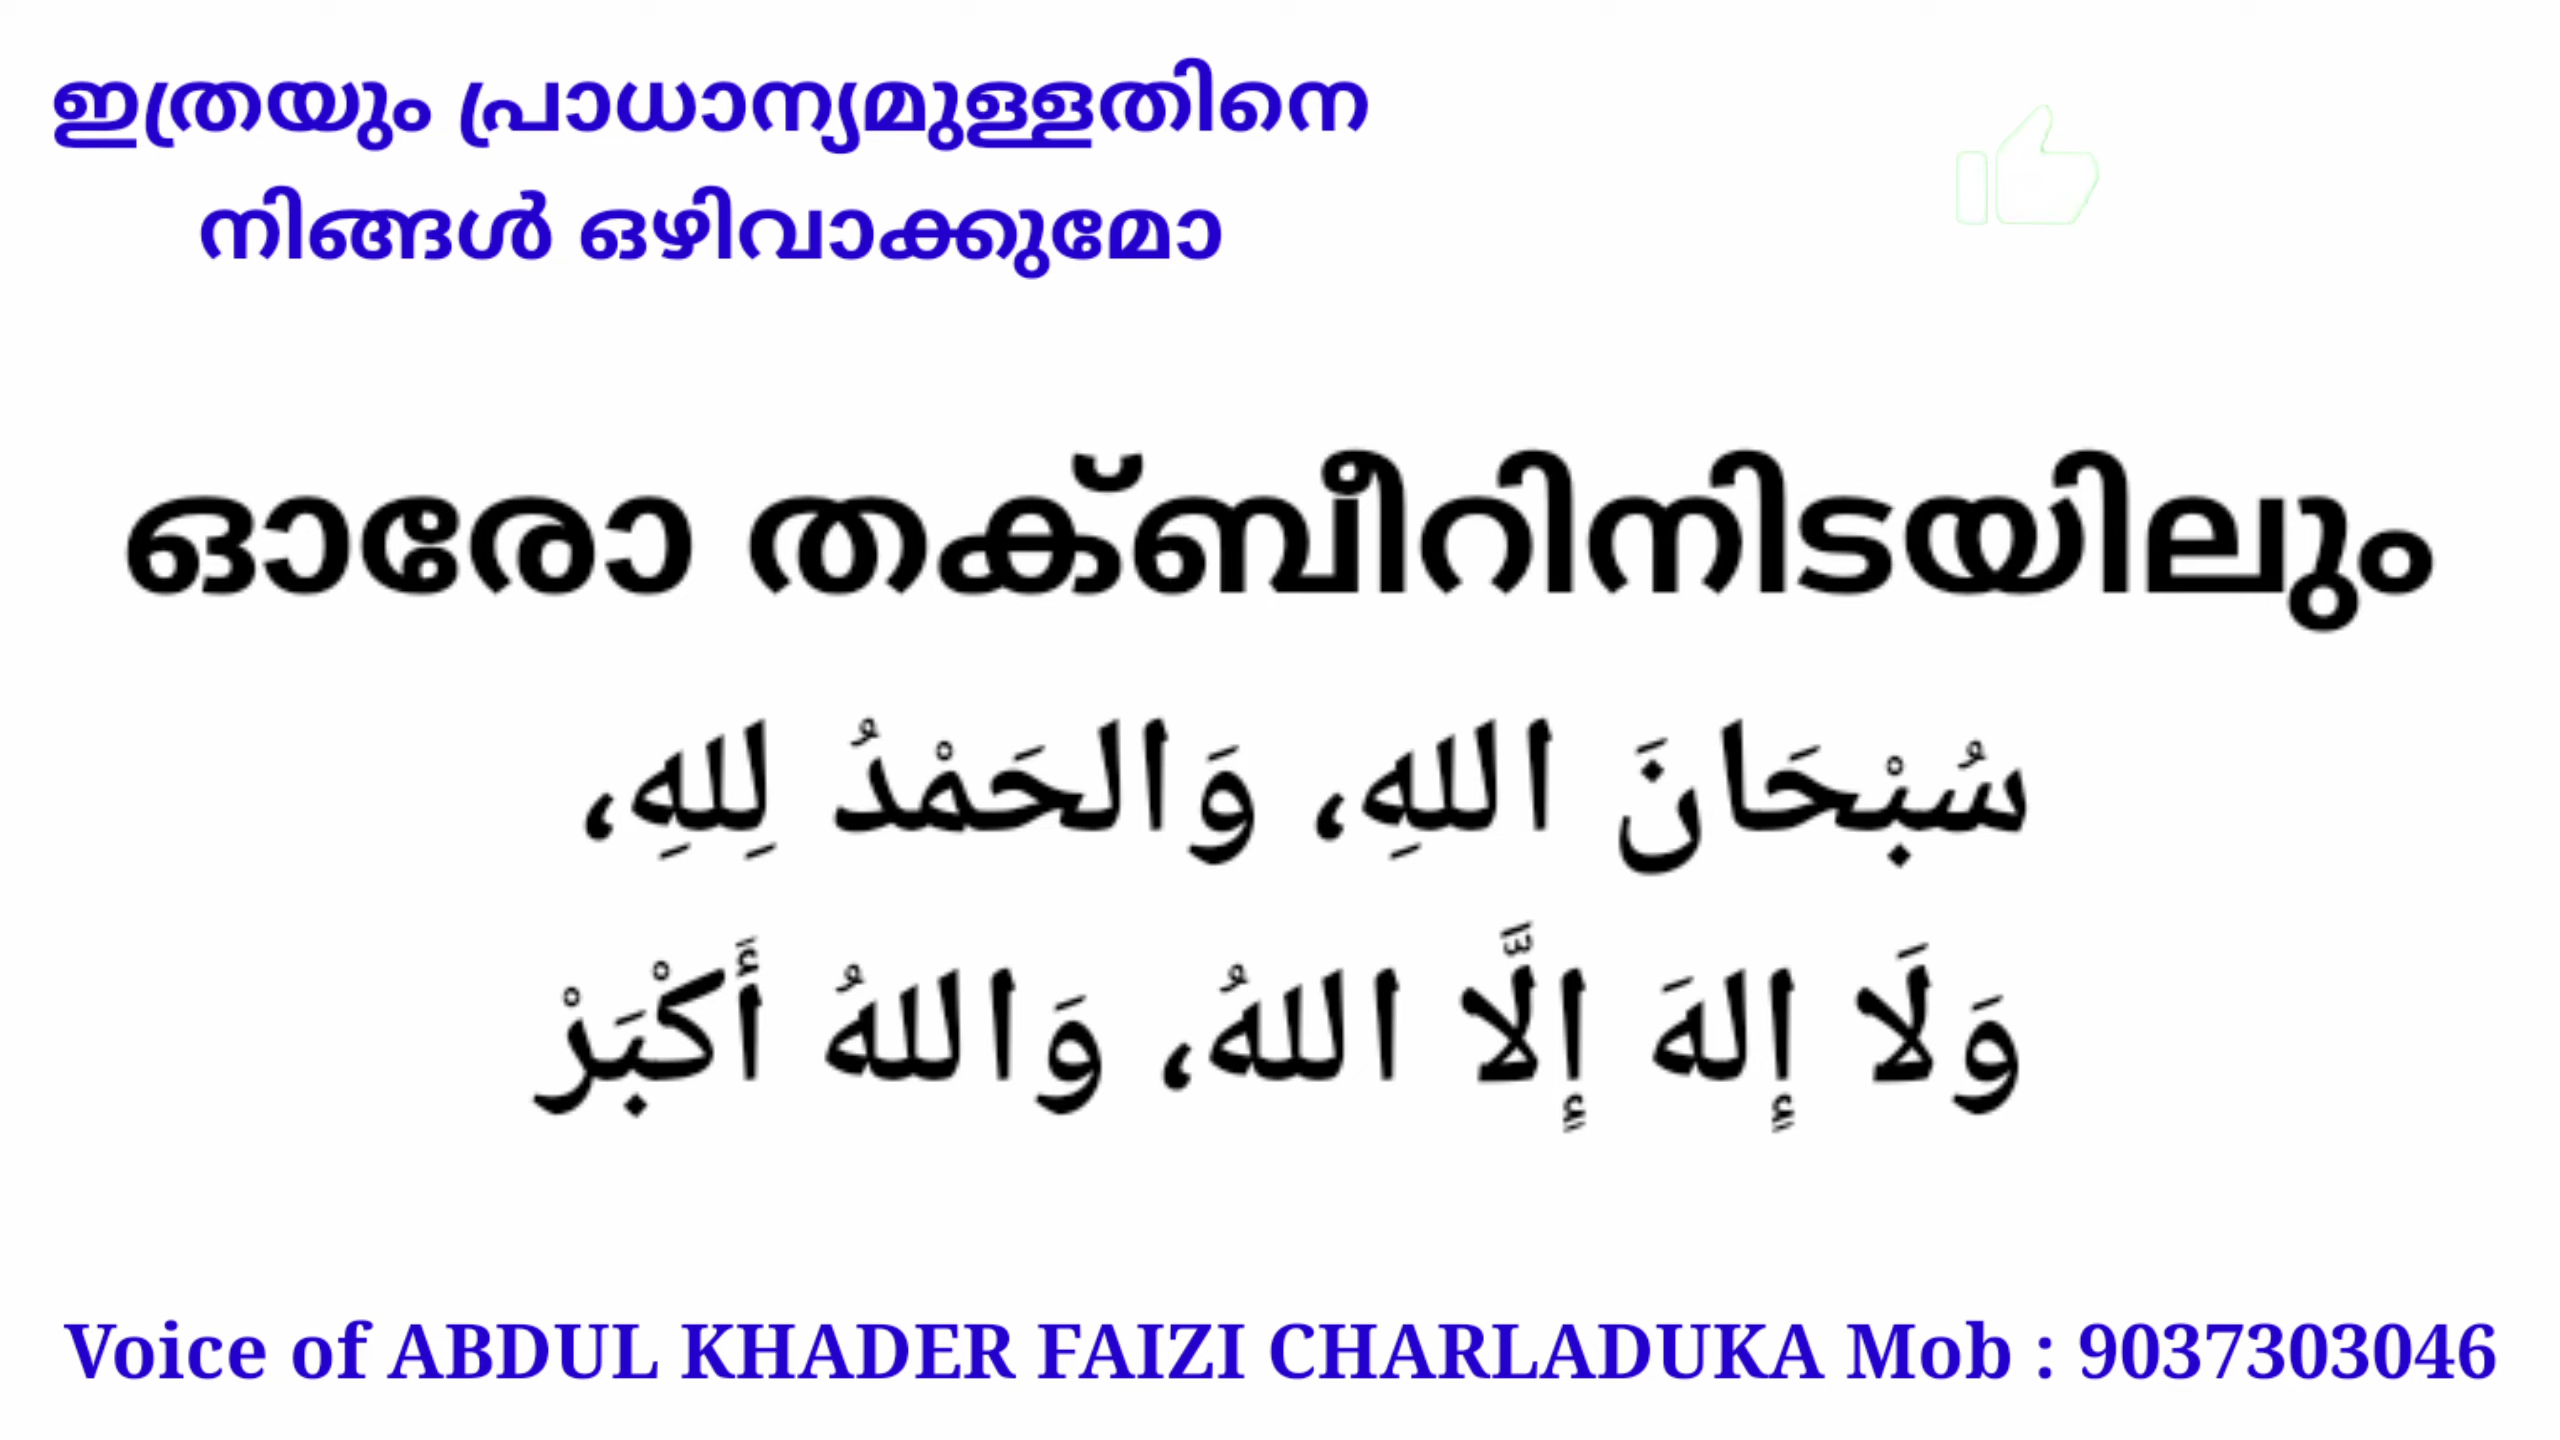 ഇത്രയും പ്രാധാന്യമുള്ളതിനെ
നിങ്ങൾ ഒഴിവാക്കുമോ
ഓരോ തക്ബീറിനിടയിലും
سُبْحَانَ اللهِ، وَالحَمْدُ لِلهِ،
وَلَا إِلهَ إِلَّا اللهُ، وَاللهُ أَكْبَرْ
Voice of ABDUL KHADER FAIZI CHARLADUKA Mob : 9037303046